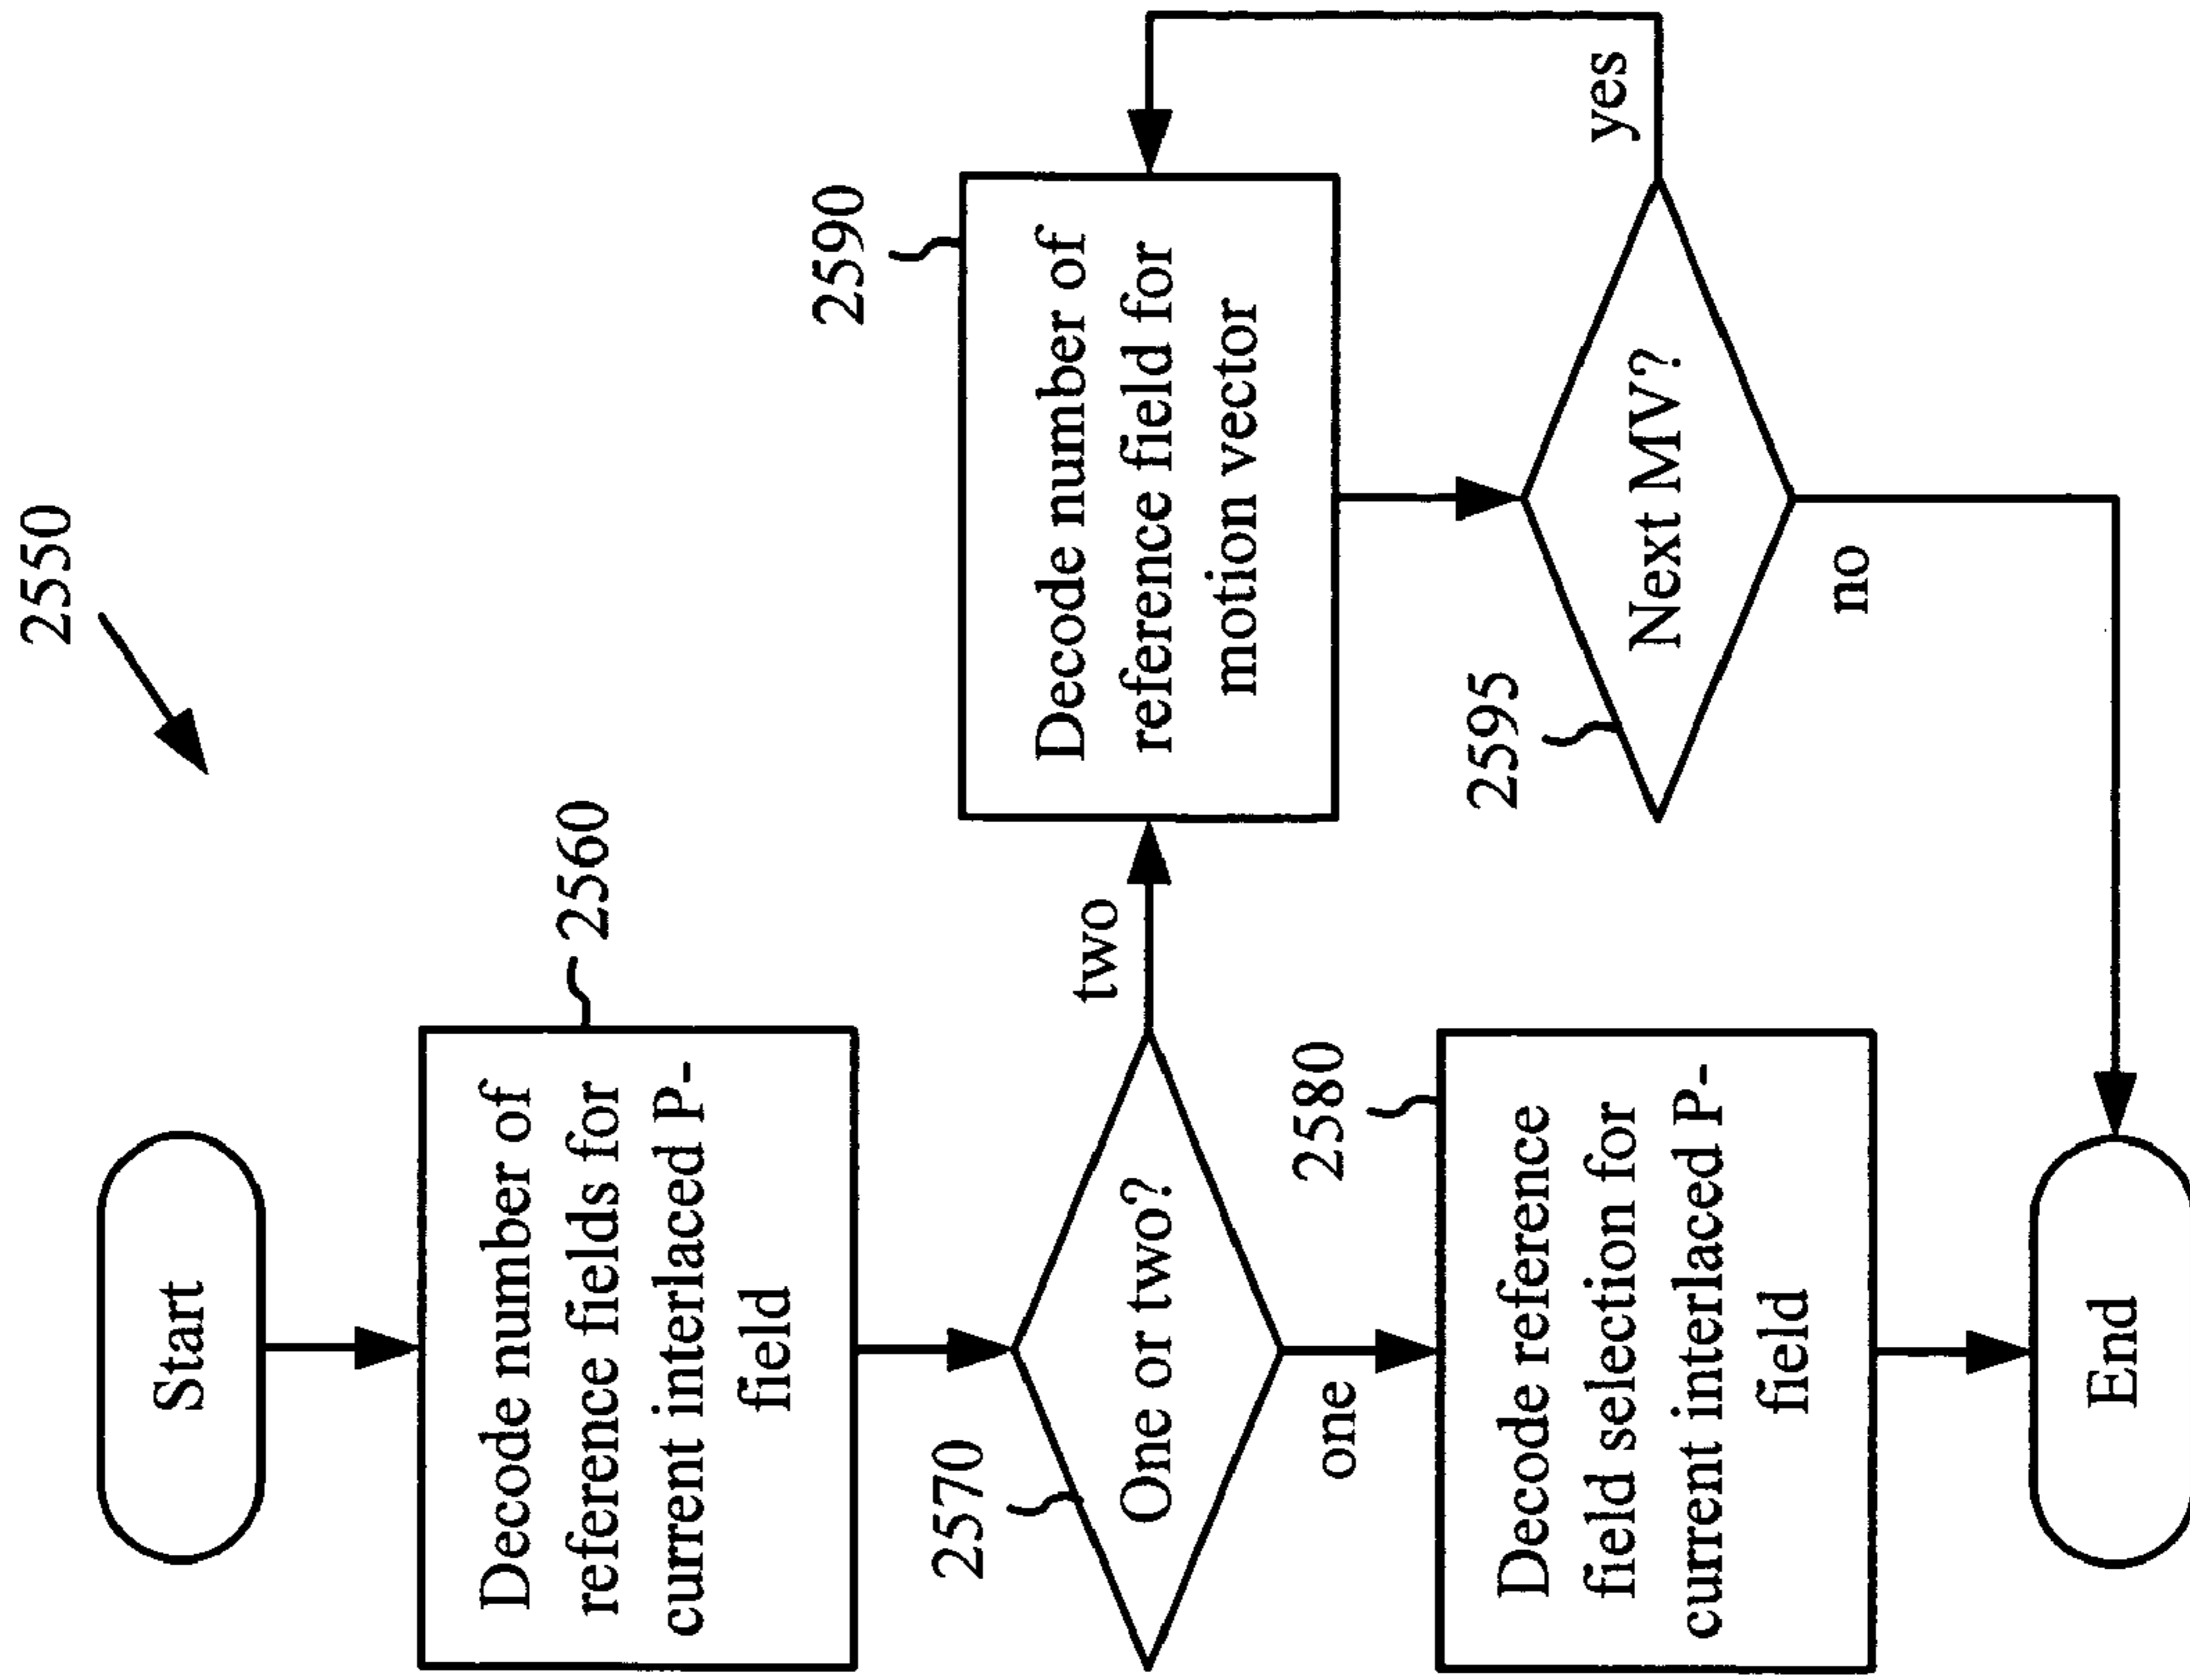 2550
Start
Decode number of
reference fields for
current interlaced P-
field
2560
2570
One or two?
two
one
2580
Decode reference
field selection for
current interlaced P-
field
2590
Decode number of
reference field for
motion vector
2595
Next MV?
yes
no
End